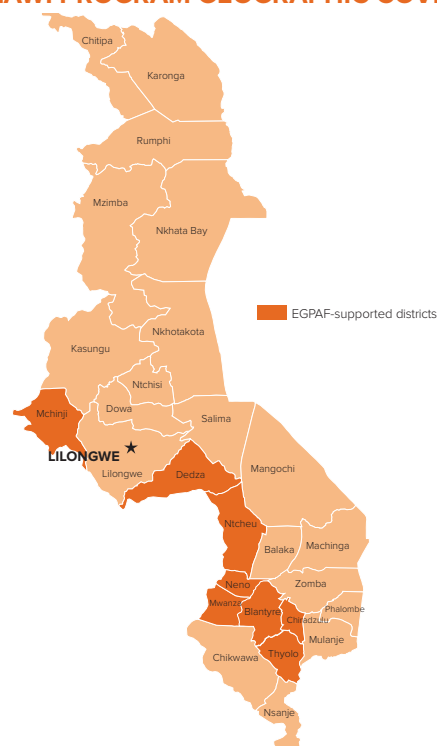 Chitipa
Karonga
Rumphi
Mzimba
Nkhata Bay
EGPAF-supported districts
Nkhotakota
Kasungu
Ntchisi
Dowa
Mchinji
Salima
LILONGWE
Mangochi
Lilongwe
Dedza
Ntcheu
Machinga
Balaka
Neno
Zomba
Mwanza
Blantyre
Phalombe
Chiradzulu
Mulanje
Thyolo
Chikwawa
Nsanje